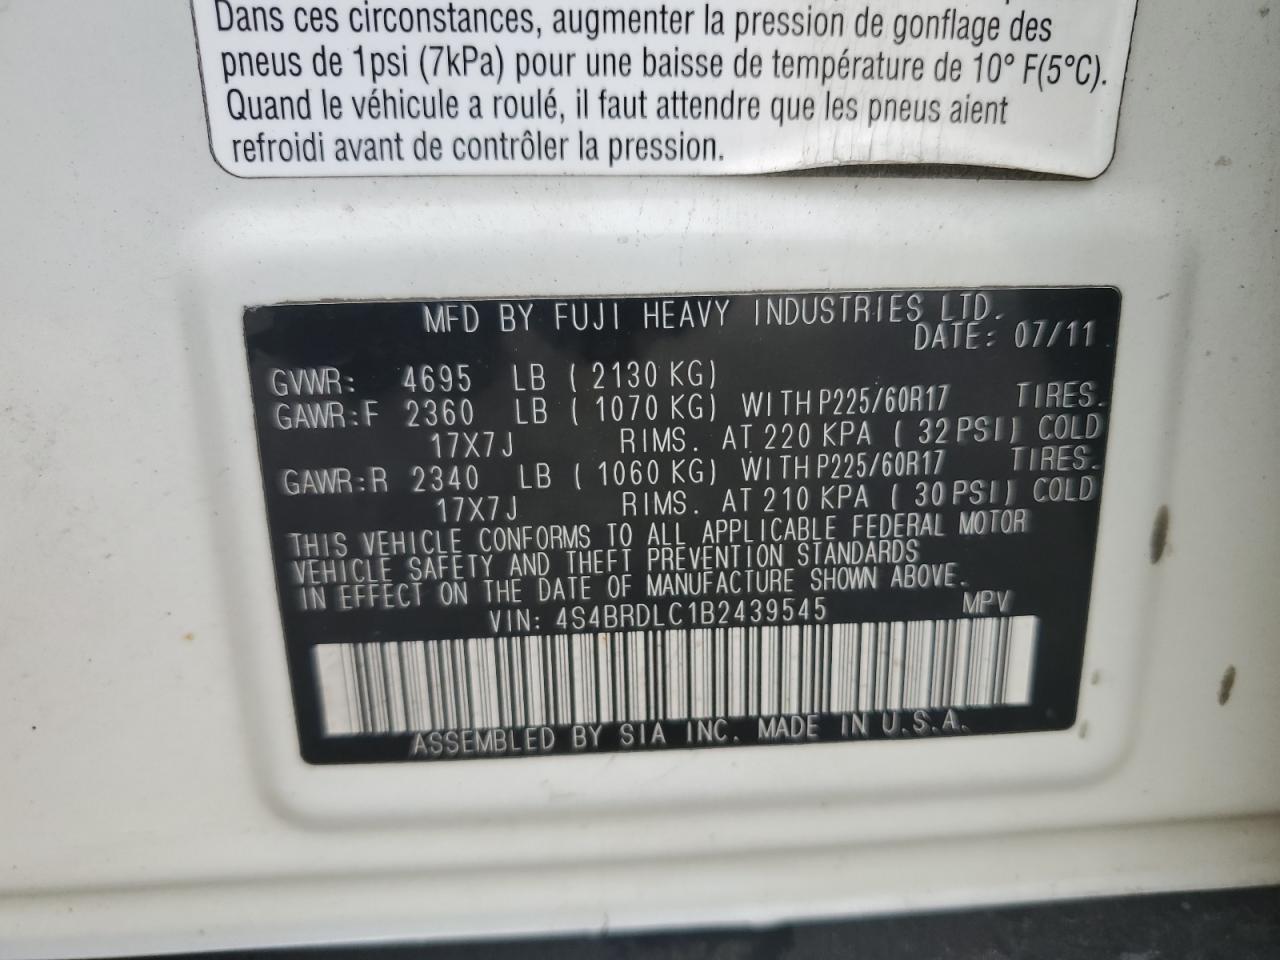 Dans ces circonstances, augmenter la pression de gonflage des
pneus de 1psi (7kPa) pour une baisse de température de 10° F(5°C).
Quand le véhicule a roulé, il faut attendre que les pneus aient
refroidi avant de contrôler la pression.
MFD BY FUJI HEAVY INDUSTRIES LTD.
DATE: 07/11
GVWR: 4695 LB ( 2130 KG)
GAWR:F 2360 LB ( 1070 KG) WITH P225/60R17 TIRES.
17X7J RIMS. AT 220 KPA ( 32 PSI) COLD
GAWR:R 2340 LB ( 1060 KG) WITH P225/60R17 TIRES.
17X7J RIMS. AT 210 KPA ( 30 PSI) COLD
THIS VEHICLE CONFORMS TO ALL APPLICABLE FEDERAL MOTOR
VEHICLE SAFETY AND THEFT PREVENTION STANDARDS
IN EFFECT ON THE DATE OF MANUFACTURE SHOWN ABOVE.
VIN: 4S4BRDLC1B2439545 MPV
ASSEMBLED BY SIA INC. MADE IN U.S.A.